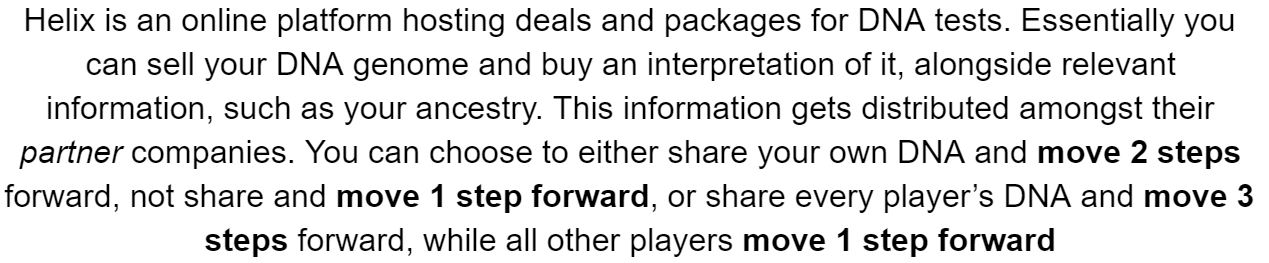 Helix is an online platform hosting deals and packages for DNA tests. Essentially you
can sell your DNA genome and buy an interpretation of it, alongside relevant
information, such as your ancestry. This information gets distributed amongst their
partner companies. You can choose to either share your own DNA and move 2 steps
forward, not share and move 1 step forward, or share every player’s DNA and move 3
steps forward, while all other players move 1 step forward